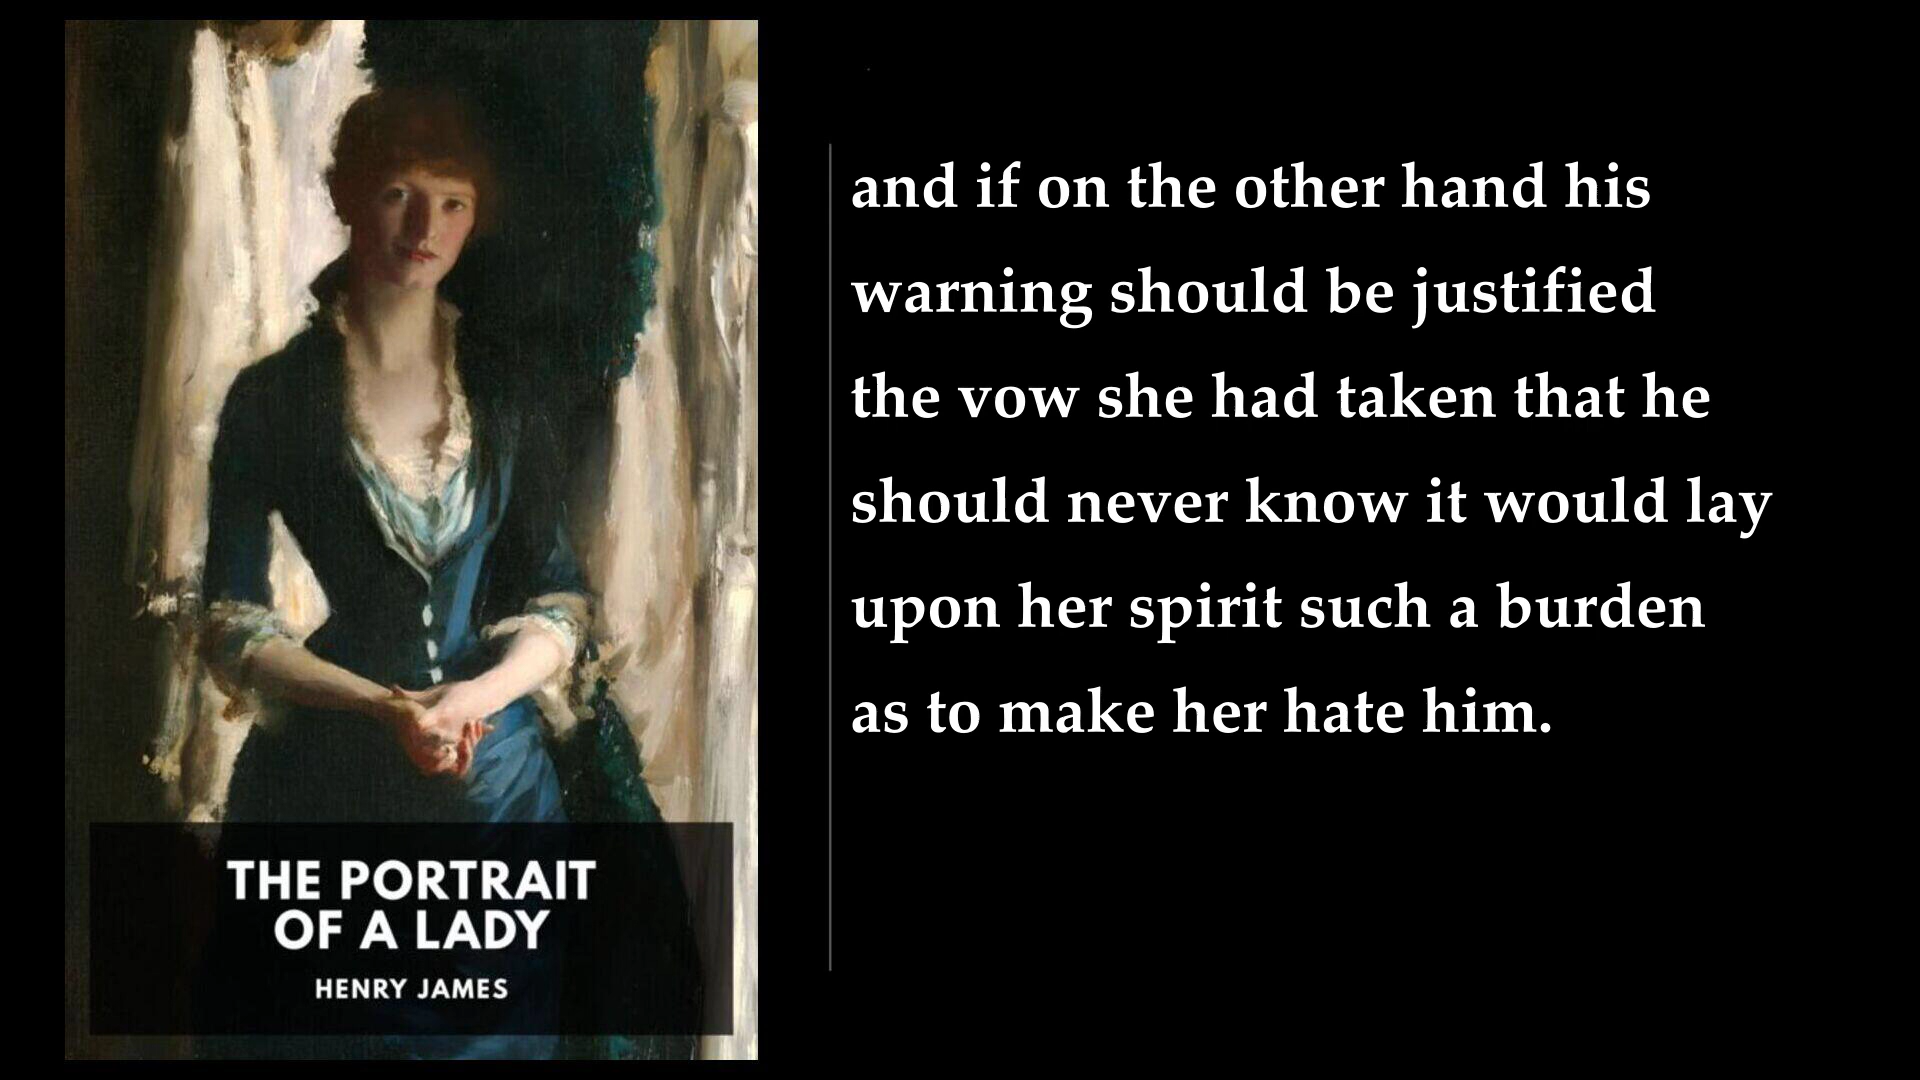 and if on the other hand his
warning should be justified
the vow she had taken that he
should never know it would lay
upon her spirit such a burden
as to make her hate him.
THE PORTRAIT
OF A LADY
HENRY JAMES